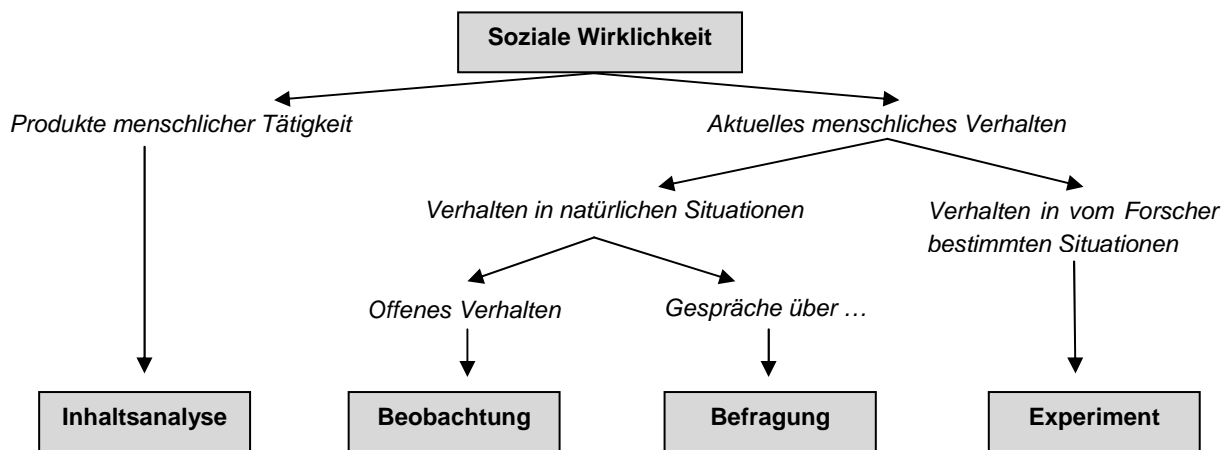 Soziale Wirklichkeit
Produkte menschlicher Tätigkeit
Aktuelles menschliches Verhalten
Verhalten in natürlichen Situationen
Verhalten in vom Forscher
bestimmten Situationen
Offenes Verhalten
Gespräche über …
Inhaltsanalyse
Beobachtung
Befragung
Experiment